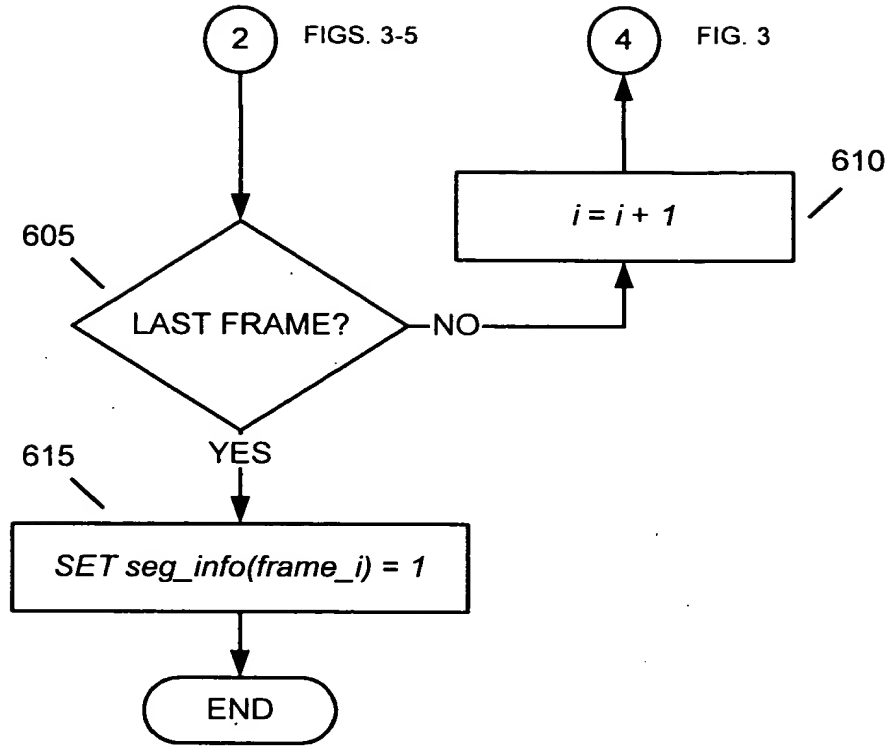 2 FIGS. 3-5
4 FIG. 3
610
i = i + 1
605
LAST FRAME?
NO
YES
615
SET seg_info(frame_i) = 1
END